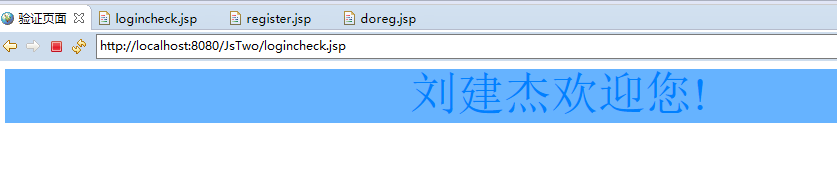 验证页面 logincheck.jsp register.jsp doreg.jsp
http://localhost:8080/JsTwo/logincheck.jsp
刘建杰欢迎您!